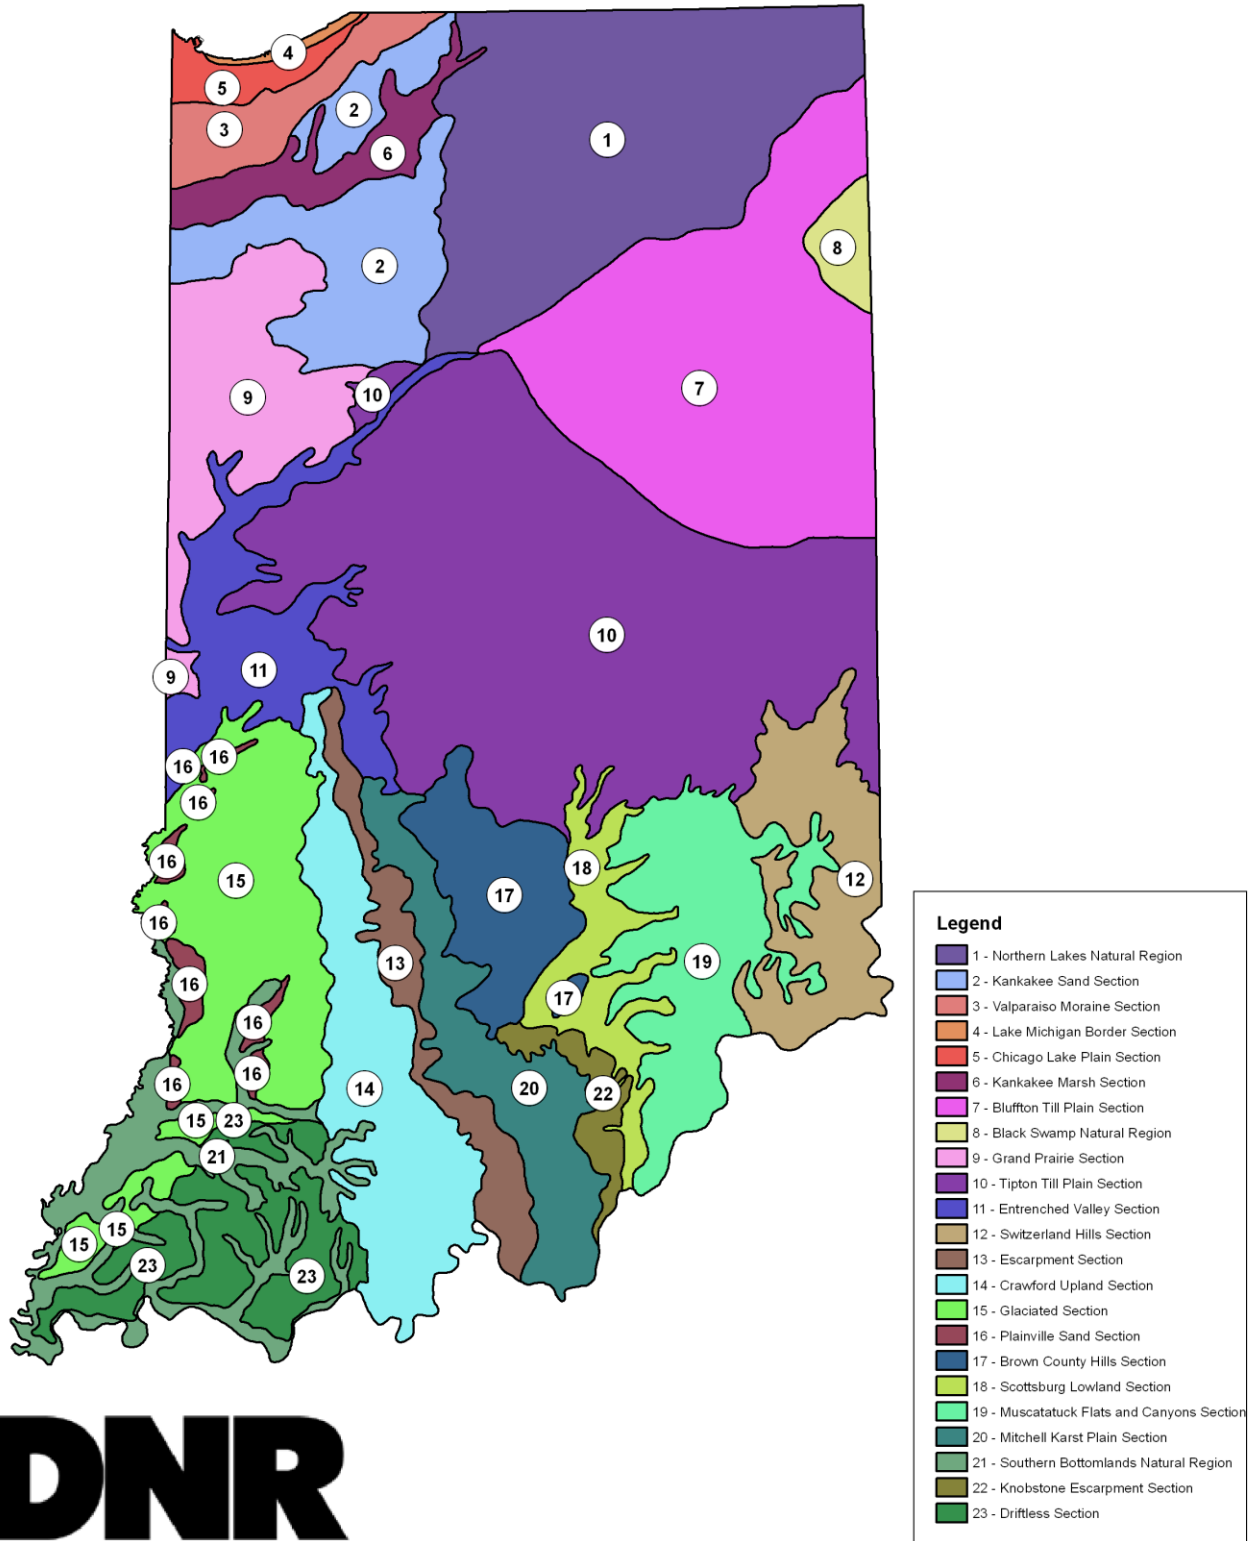 4
5
2
3
1
6
8
2
7
10
9
10
11
9
16
16
16
16
18
12
15
17
16
19
13
16
17
16
16
14
20
22
16
15
23
21
15
15
23
23
Legend
1 - Northern Lakes Natural Region
2 - Kankakee Sand Section
3 - Valparaiso Moraine Section
4 - Lake Michigan Border Section
5 - Chicago Lake Plain Section
6 - Kankakee Marsh Section
7 - Bluffton Till Plain Section
8 - Black Swamp Natural Region
9 - Grand Prairie Section
10 - Tipton Till Plain Section
11 - Entrenched Valley Section
12 - Switzerland Hills Section
13 - Escarpment Section
14 - Crawford Upland Section
15 - Glaciated Section
16 - Plainville Sand Section
17 - Brown County Hills Section
18 - Scottsburg Lowland Section
19 - Muscatatuck Flats and Canyons Section
20 - Mitchell Karst Plain Section
21 - Southern Bottomlands Natural Region
22 - Knobstone Escarpment Section
23 - Driftless Section
DNR